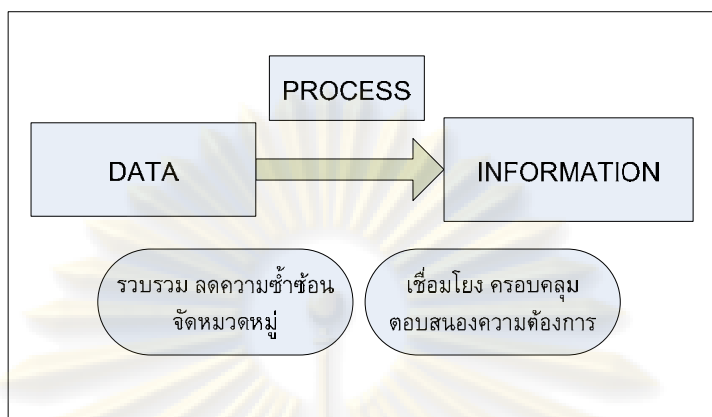 PROCESS
DATA
INFORMATION
รวบรวม ลดความซ้ำซ้อน
จัดหมวดหมู่
เชื่อมโยง ครอบคลุม
ตอบสนองความต้องการ